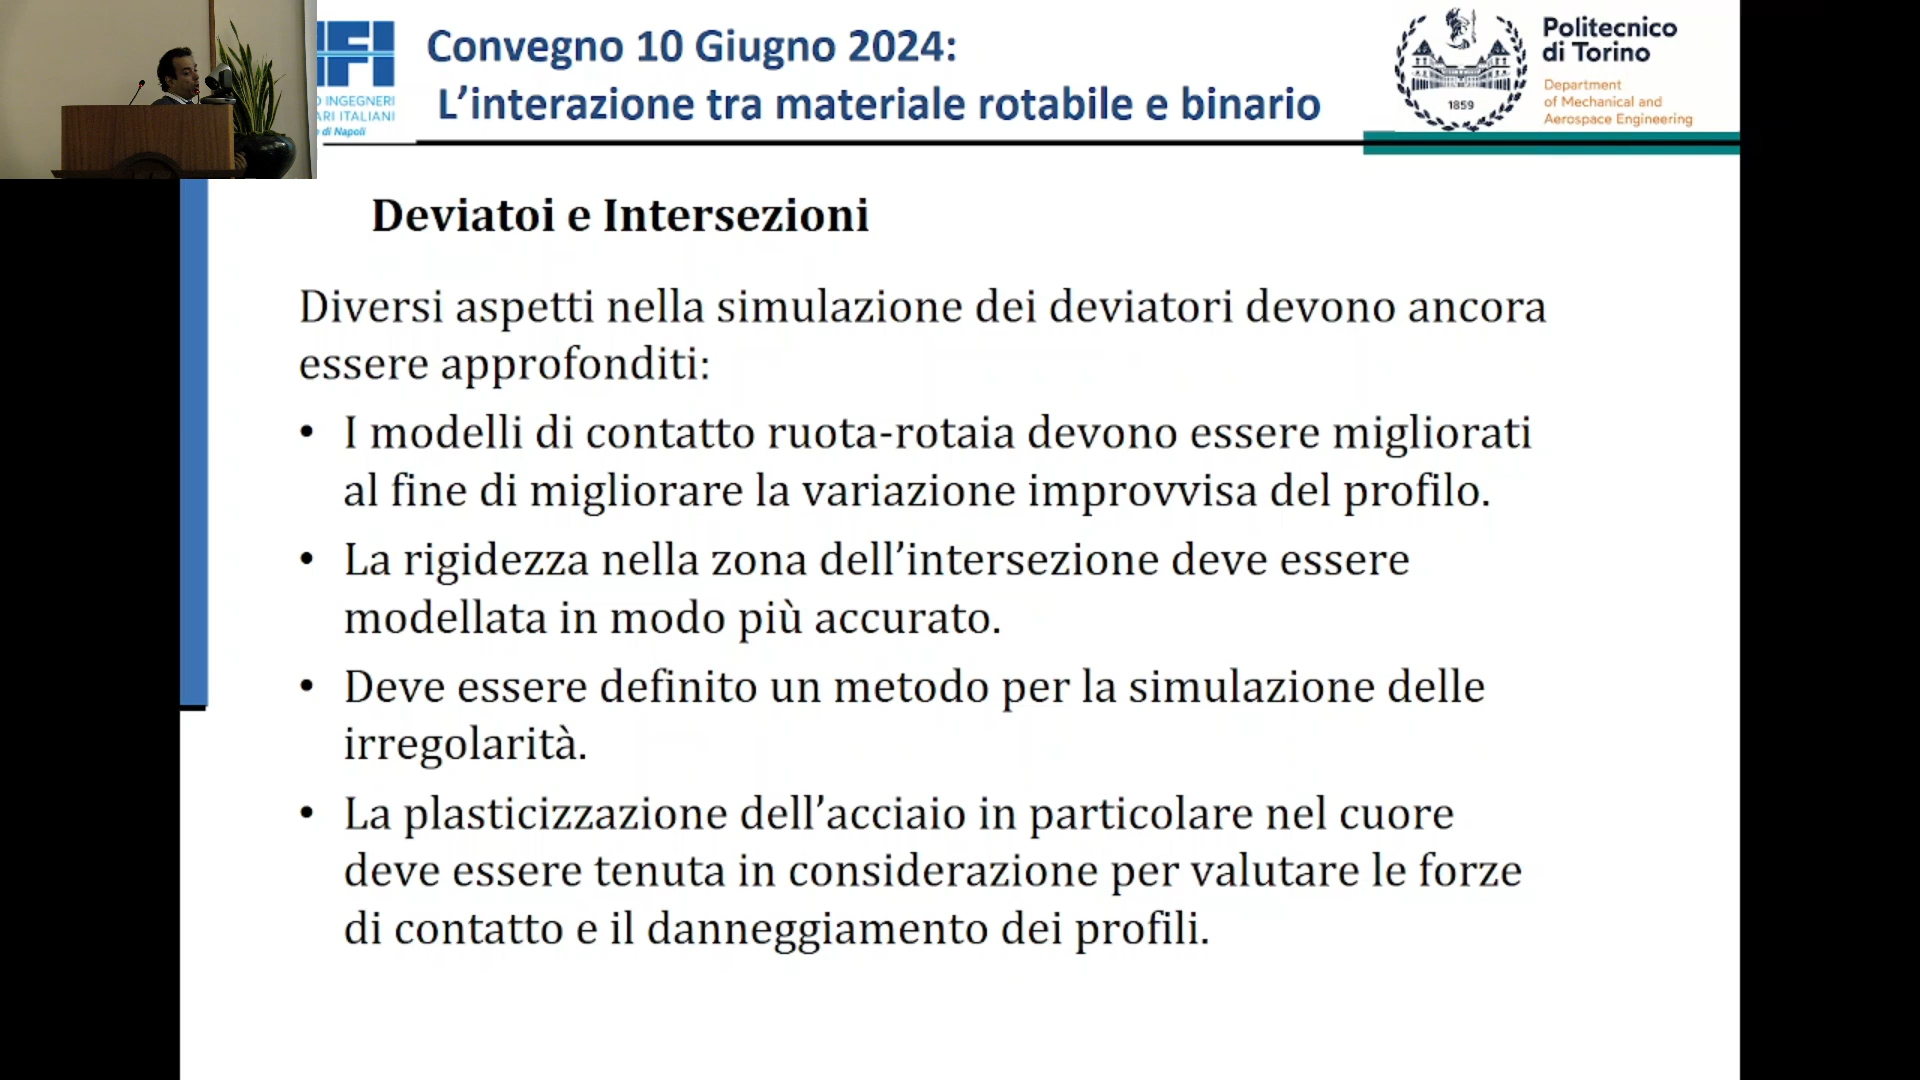 Convegno 10 Giugno 2024:
L’interazione tra materiale rotabile e binario
INGEGNERI
ITALIANI
di Napoli
Politecnico
di Torino
1859
Department
of Mechanical and
Aerospace Engineering
Deviatoi e Intersezioni
Diversi aspetti nella simulazione dei deviatori devono ancora
essere approfonditi:
• I modelli di contatto ruota-rotaia devono essere migliorati
al fine di migliorare la variazione improvvisa del profilo.
• La rigidezza nella zona dell’intersezione deve essere
modellata in modo più accurato.
• Deve essere definito un metodo per la simulazione delle
irregolarità.
• La plasticizzazione dell’acciaio in particolare nel cuore
deve essere tenuta in considerazione per valutare le forze
di contatto e il danneggiamento dei profili.